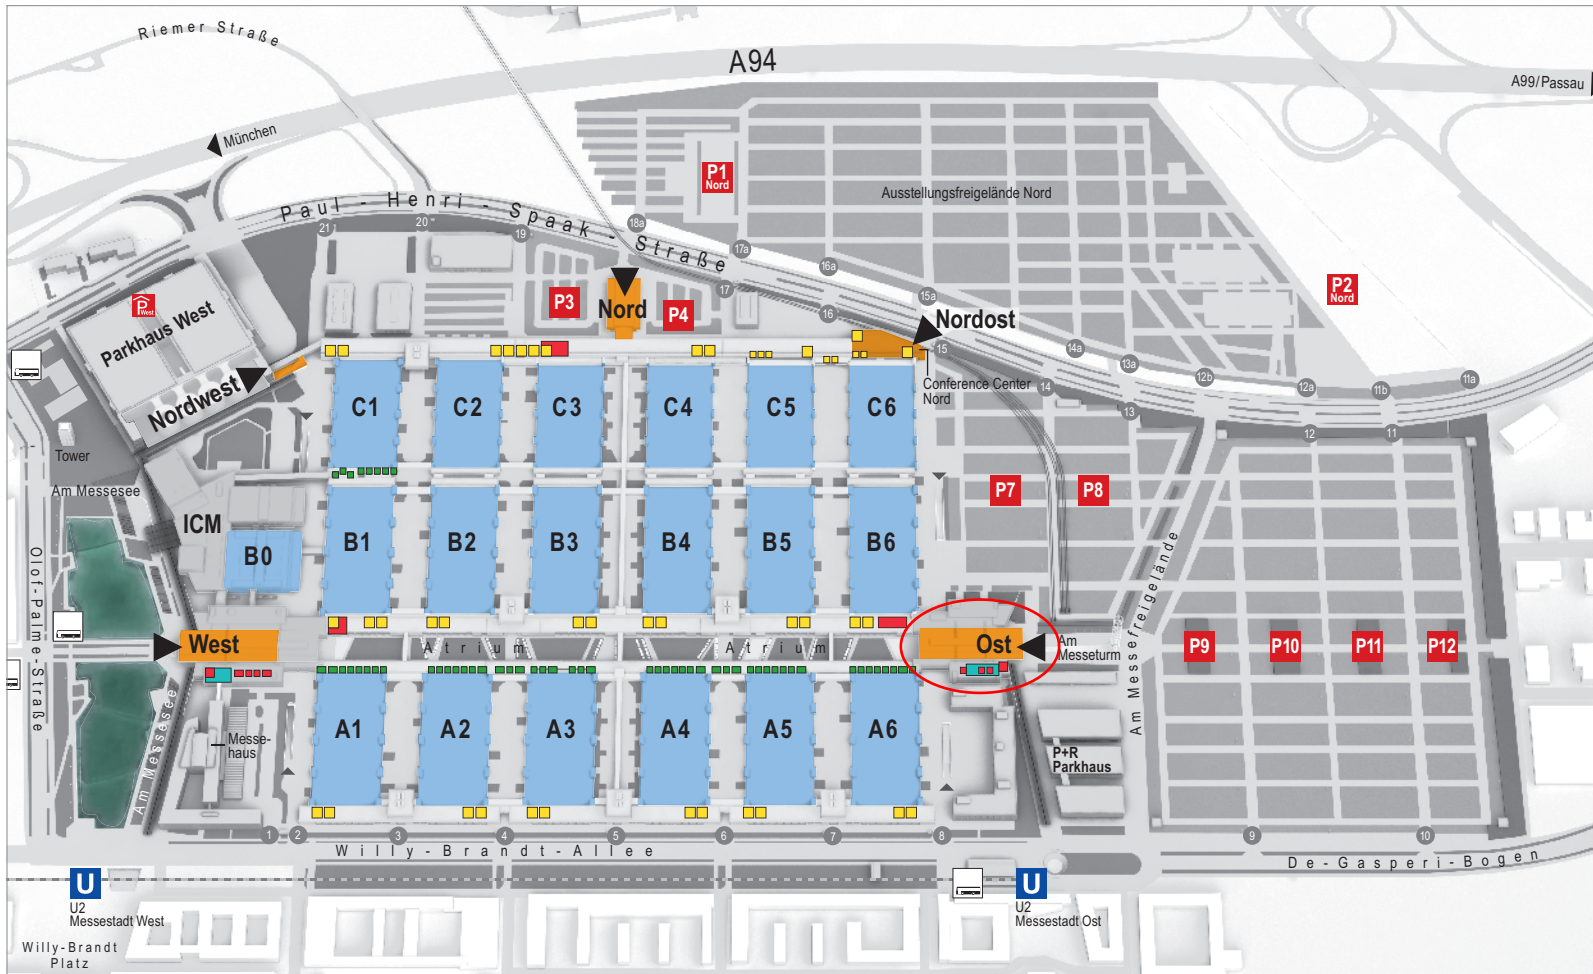 Riemer Straße
A94
A99/Passau
München
P1
Nord
Ausstellungsfreigelände Nord
Paul - Henri - Spaak - Straße
21
20
19
18a
17a
16a
15a
17
16
15
14a
13a
12b
12a
11b
11a
14
13
12
11
P2
Nord
P
West
Parkhaus West
P3
Nord
P4
Nordost
Conference Center
Nord
Nordwest
C1
C2
C3
C4
C5
C6
Tower
Am Messesee
ICM
B0
B1
B2
B3
B4
B5
B6
P7
P8
Olof-Palme-Straße
Am Messefreigelände
West
Atrium
Atrium
Ost
Am
Messeturm
P9
P10
P11
P12
Am Messesee
Messe-
haus
A1
A2
A3
A4
A5
A6
P+R
Parkhaus
1
2
3
4
5
6
7
8
9
10
Willy-Brandt-Allee
De-Gasperi-Bogen
U
U2
Messestadt West
U
U2
Messestadt Ost
Willy-Brandt
Platz